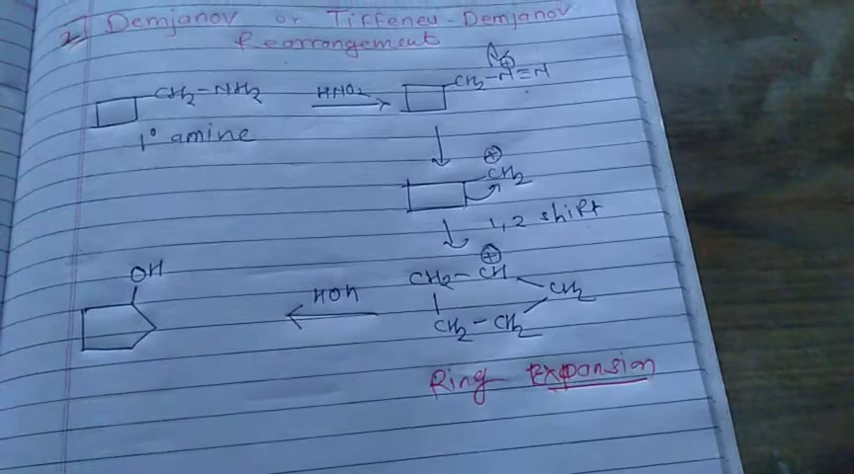 2] Demjanov or Tiffeneu-Demjanov
Rearrangement
CH₂-NH₂
HNO₂
CH₂-N≡N
⊕
1° amine
⊕
CH₂
1,2 shift
⊕
CH₂-CH
CH₂
CH₂-CH₂
HOH
OH
Ring Expansion